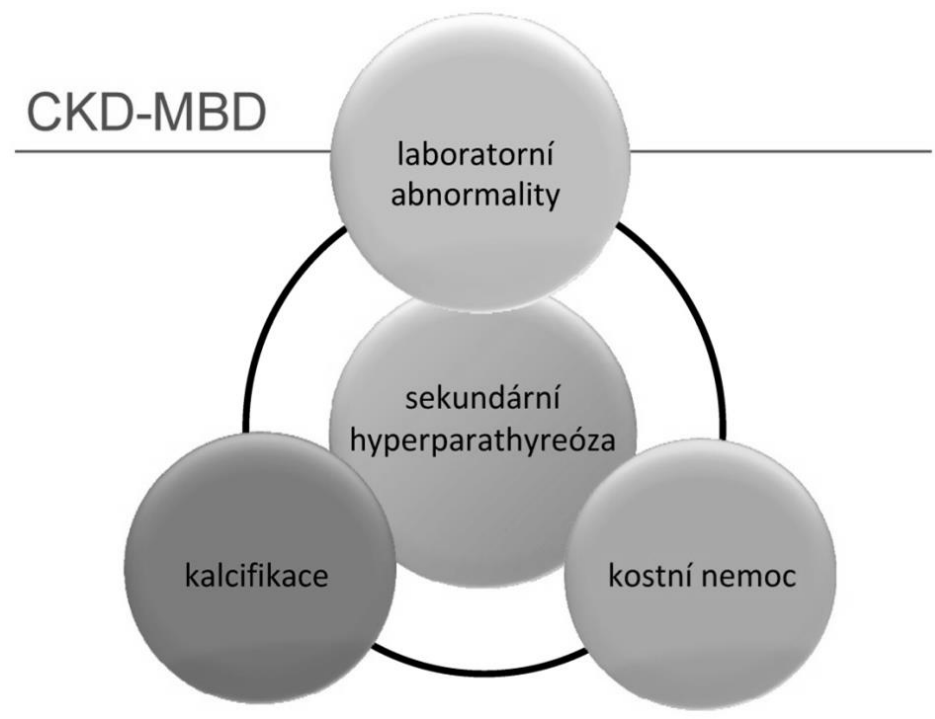 CKD-MBD
laboratorní
abnormality
sekundární
hyperparathyreóza
kalcifikace
kostní nemoc